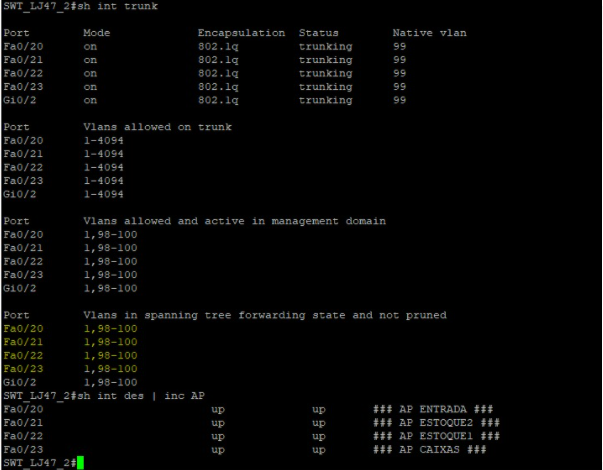 SWT_LJ47_2#sh int trunk
Port Mode Encapsulation Status Native vlan
Fa0/20 on 802.1q trunking 99
Fa0/21 on 802.1q trunking 99
Fa0/22 on 802.1q trunking 99
Fa0/23 on 802.1q trunking 99
Gi0/2 on 802.1q trunking 99
Port Vlans allowed on trunk
Fa0/20 1-4094
Fa0/21 1-4094
Fa0/22 1-4094
Fa0/23 1-4094
Gi0/2 1-4094
Port Vlans allowed and active in management domain
Fa0/20 1,98-100
Fa0/21 1,98-100
Fa0/22 1,98-100
Fa0/23 1,98-100
Gi0/2 1,98-100
Port Vlans in spanning tree forwarding state and not pruned
Fa0/20 1,98-100
Fa0/21 1,98-100
Fa0/22 1,98-100
Fa0/23 1,98-100
Gi0/2 1,98-100
SWT_LJ47_2#sh int des | inc AP
Fa0/20 up up ### AP ENTRADA ###
Fa0/21 up up ### AP ESTOQUE2 ###
Fa0/22 up up ### AP ESTOQUE1 ###
Fa0/23 up up ### AP CAIXAS ###
SWT_LJ47_2#